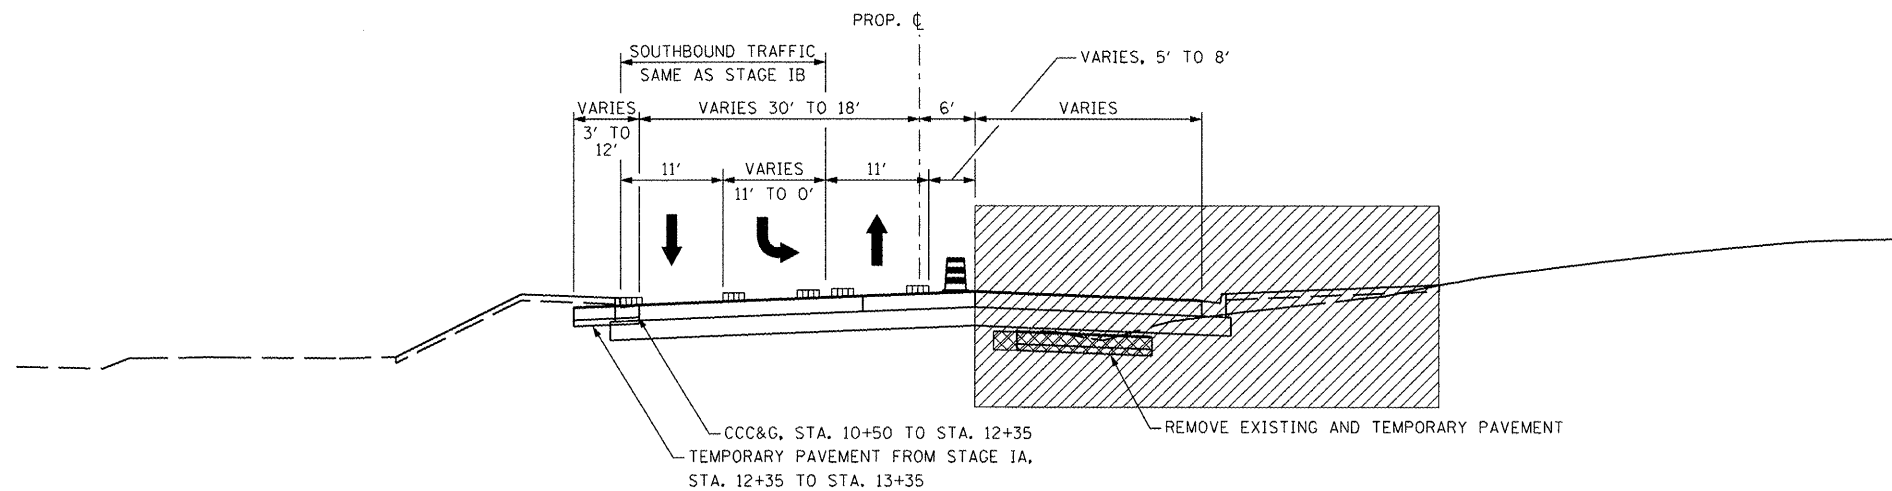 PROP. ℄
SOUTHBOUND TRAFFIC
SAME AS STAGE IB
VARIES, 5' TO 8'
VARIES
3' TO
12'
VARIES 30' TO 18'
6'
VARIES
11'
VARIES
11' TO 0'
11'
CCC&G, STA. 10+50 TO STA. 12+35
TEMPORARY PAVEMENT FROM STAGE IA,
STA. 12+35 TO STA. 13+35
REMOVE EXISTING AND TEMPORARY PAVEMENT